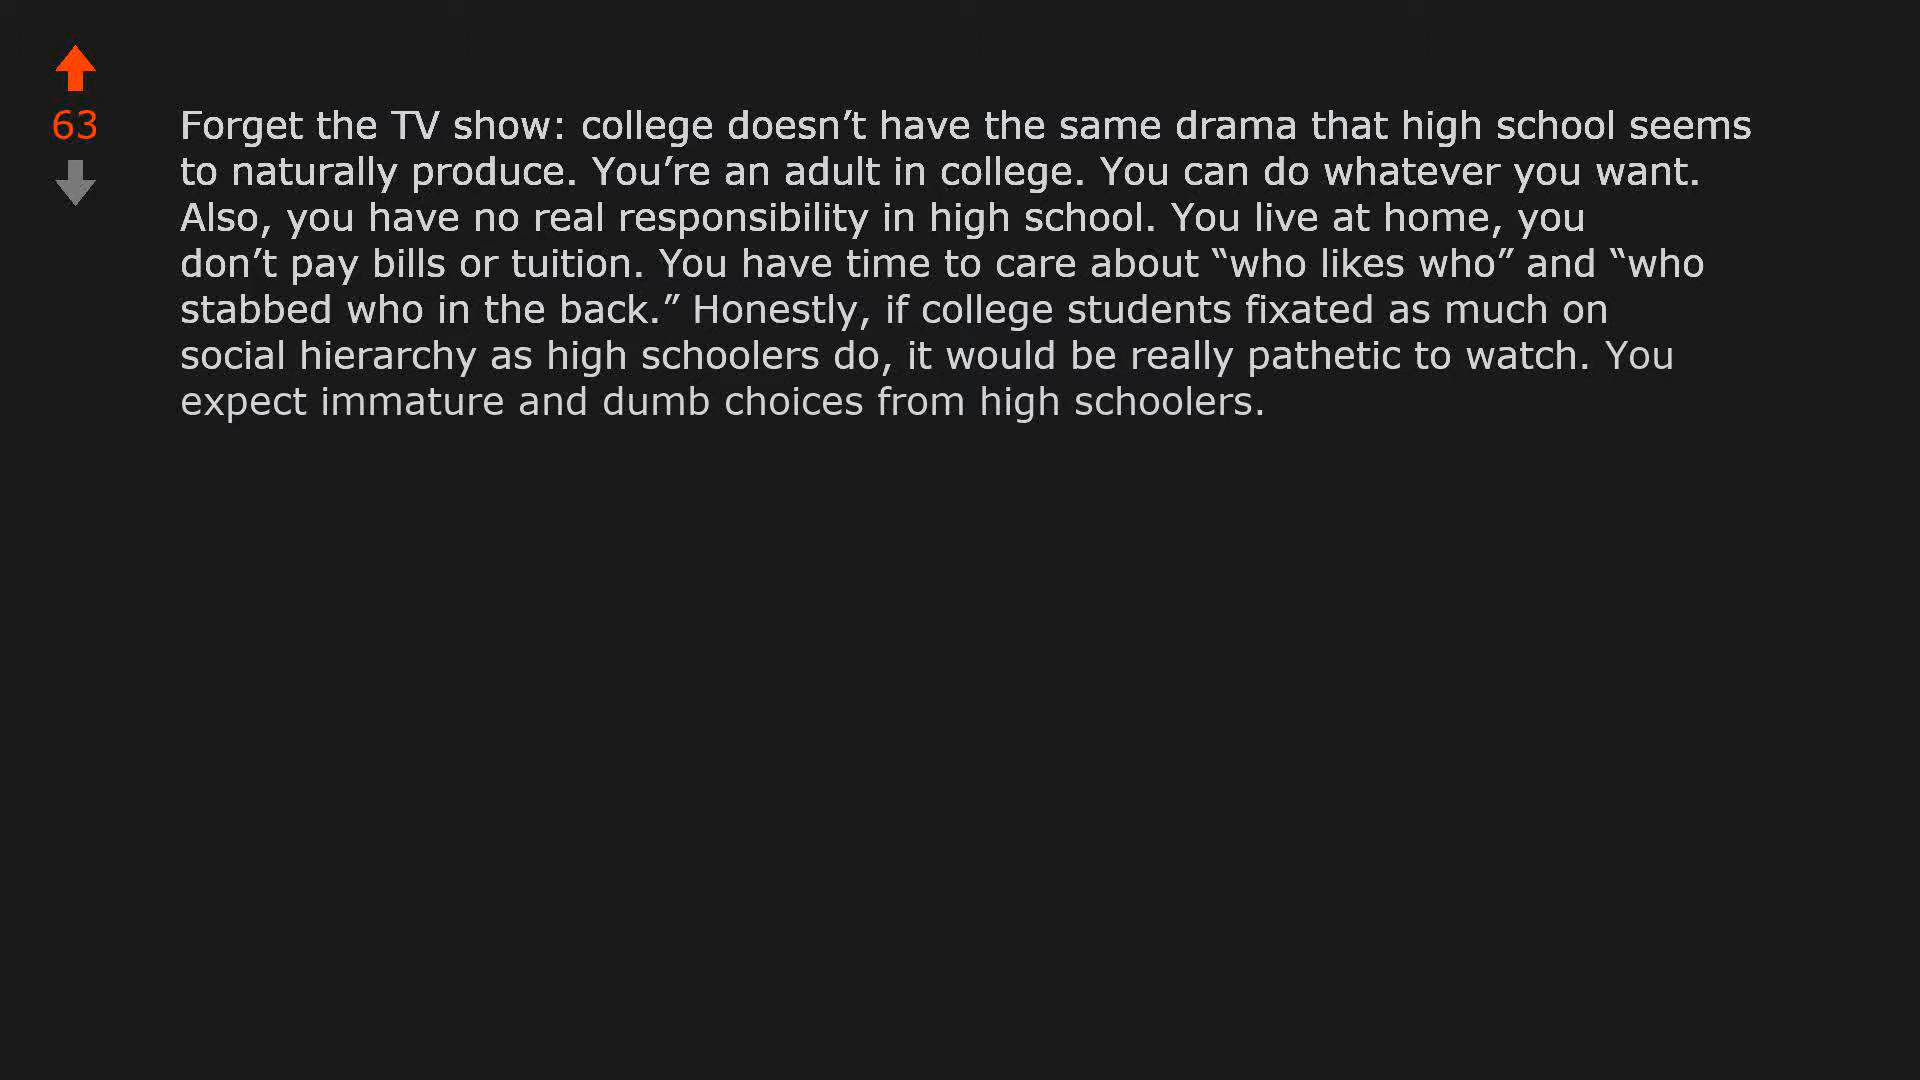 63
Forget the TV show: college doesn’t have the same drama that high school seems
to naturally produce. You’re an adult in college. You can do whatever you want.
Also, you have no real responsibility in high school. You live at home, you
don’t pay bills or tuition. You have time to care about “who likes who” and “who
stabbed who in the back.” Honestly, if college students fixated as much on
social hierarchy as high schoolers do, it would be really pathetic to watch. You
expect immature and dumb choices from high schoolers.